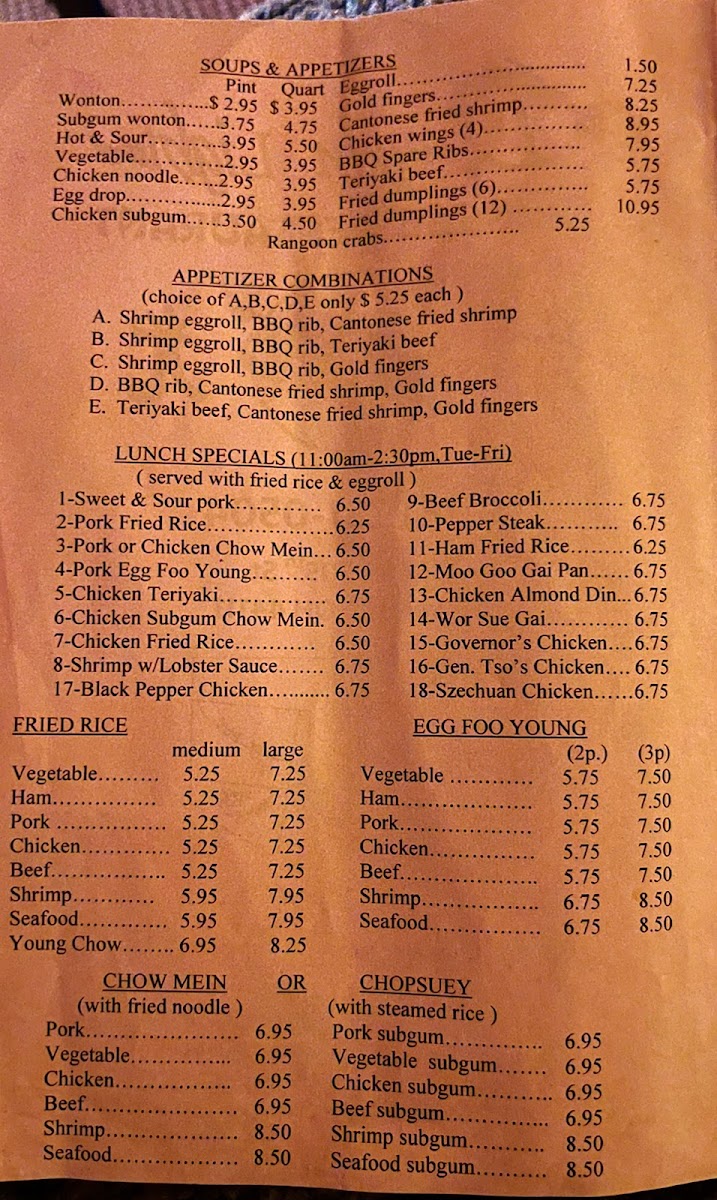 SOUPS & APPETIZERS
Pint Quart
Wonton...............$ 2.95 $ 3.95
Subgum wonton......3.75 4.75
Hot & Sour.............3.95 5.50
Vegetable...............2.95 3.95
Chicken noodle.......2.95 3.95
Egg drop................2.95 3.95
Chicken subgum......3.50 4.50
Eggroll................................ 1.50
Gold fingers......................... 7.25
Cantonese fried shrimp.......... 8.25
Chicken wings (4)................. 8.95
BBQ Spare Ribs.................... 7.95
Teriyaki beef........................ 5.75
Fried dumplings (6)............... 5.75
Fried dumplings (12) ............ 10.95
Rangoon crabs....................... 5.25
APPETIZER COMBINATIONS
(choice of A,B,C,D,E only $ 5.25 each )
A. Shrimp eggroll, BBQ rib, Cantonese fried shrimp
B. Shrimp eggroll, BBQ rib, Teriyaki beef
C. Shrimp eggroll, BBQ rib, Gold fingers
D. BBQ rib, Cantonese fried shrimp, Gold fingers
E. Teriyaki beef, Cantonese fried shrimp, Gold fingers
LUNCH SPECIALS (11:00am-2:30pm,Tue-Fri)
( served with fried rice & eggroll )
1-Sweet & Sour pork............. 6.50
2-Pork Fried Rice...................6.25
3-Pork or Chicken Chow Mein... 6.50
4-Pork Egg Foo Young.......... 6.50
5-Chicken Teriyaki................ 6.75
6-Chicken Subgum Chow Mein. 6.50
7-Chicken Fried Rice............ 6.50
8-Shrimp w/Lobster Sauce....... 6.75
17-Black Pepper Chicken........... 6.75
9-Beef Broccoli............ 6.75
10-Pepper Steak........... 6.75
11-Ham Fried Rice.........6.25
12-Moo Goo Gai Pan...... 6.75
13-Chicken Almond Din...6.75
14-Wor Sue Gai............ 6.75
15-Governor's Chicken....6.75
16-Gen. Tso's Chicken.... 6.75
18-Szechuan Chicken......6.75
FRIED RICE
medium large
Vegetable......... 5.25 7.25
Ham............... 5.25 7.25
Pork ................ 5.25 7.25
Chicken............ 5.25 7.25
Beef................. 5.25 7.25
Shrimp............ 5.95 7.95
Seafood............ 5.95 7.95
Young Chow........ 6.95 8.25
EGG FOO YOUNG
(2p.) (3p)
Vegetable ............ 5.75 7.50
Ham................... 5.75 7.50
Pork.................... 5.75 7.50
Chicken................ 5.75 7.50
Beef.................... 5.75 7.50
Shrimp................. 6.75 8.50
Seafood................ 6.75 8.50
CHOW MEIN OR CHOPSUEY
(with fried noodle )
Pork...................... 6.95
Vegetable............... 6.95
Chicken................. 6.95
Beef...................... 6.95
Shrimp................... 8.50
Seafood.................. 8.50
(with steamed rice )
Pork subgum.............. 6.95
Vegetable subgum....... 6.95
Chicken subgum........... 6.95
Beef subgum............... 6.95
Shrimp subgum........... 8.50
Seafood subgum.......... 8.50